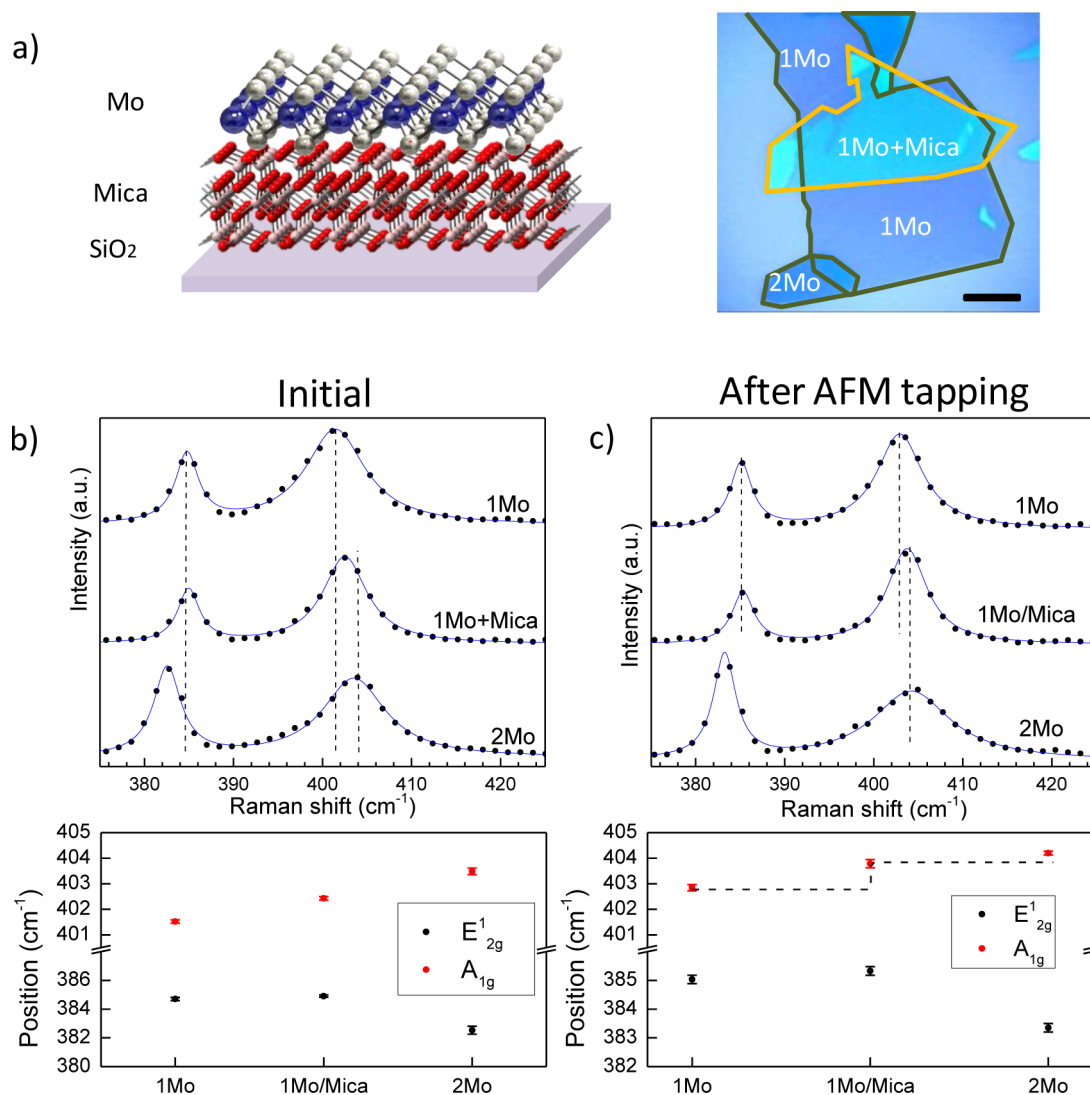 a)
Mo
Mica
SiO₂
1Mo
1Mo+Mica
1Mo
2Mo
Initial
b)
Intensity (a.u.)
1Mo
1Mo+Mica
2Mo
380 390 400 410 420
Raman shift (cm⁻¹)
Position (cm⁻¹)
405
404
403
402
401
386
384
382
380
E¹₂g
A₁g
1Mo 1Mo/Mica 2Mo
After AFM tapping
c)
Intensity (a.u.)
1Mo
1Mo/Mica
2Mo
380 390 400 410 420
Raman shift (cm⁻¹)
Position (cm⁻¹)
405
404
403
402
401
385
384
383
382
E¹₂g
A₁g
1Mo 1Mo/Mica 2Mo